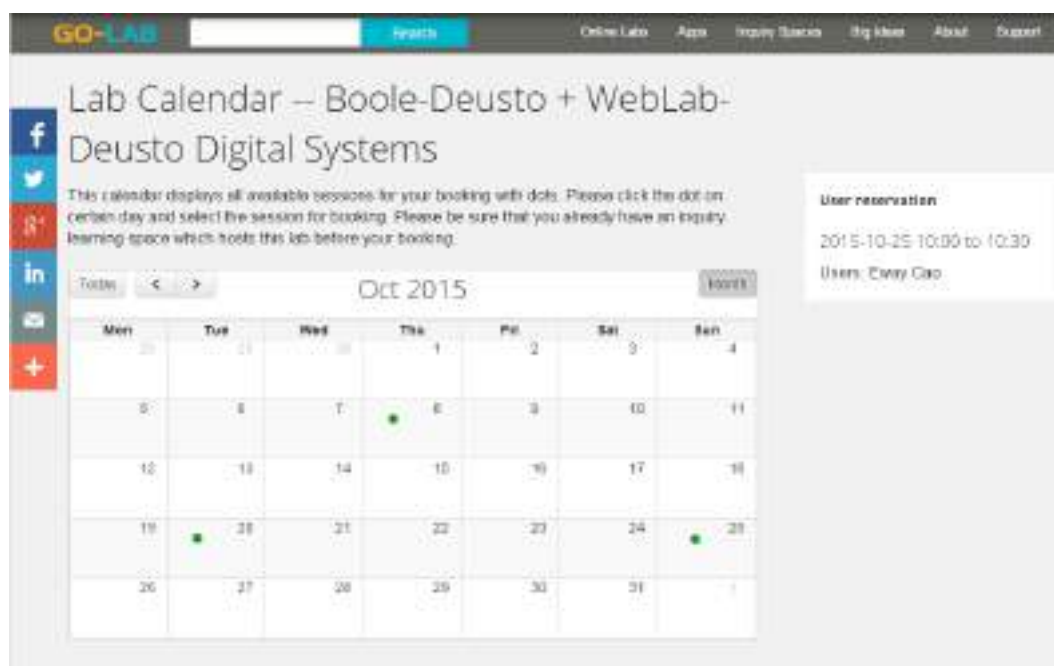 GO-LAB Search Online Labs Apps Inquiry Spaces Big Ideas About Support
Lab Calendar -- Boole-Deusto + WebLab-
Deusto Digital Systems
This calendar displays all available sessions for your booking with dots. Please click the dot on
certain day and select the session for booking. Please be sure that you already have an inquiry
learning space which hosts this lab before your booking.
User reservation
2015-10-25 10:00 to 10:30
Users:
Today < > Oct 2015 Month
Mon Tue Wed Thu Fri Sat Sun
1 2 3 4
5 6 7 8 9 10 11
12 13 14 15 16 17 18
19 20 21 22 23 24 25
26 27 28 29 30 31